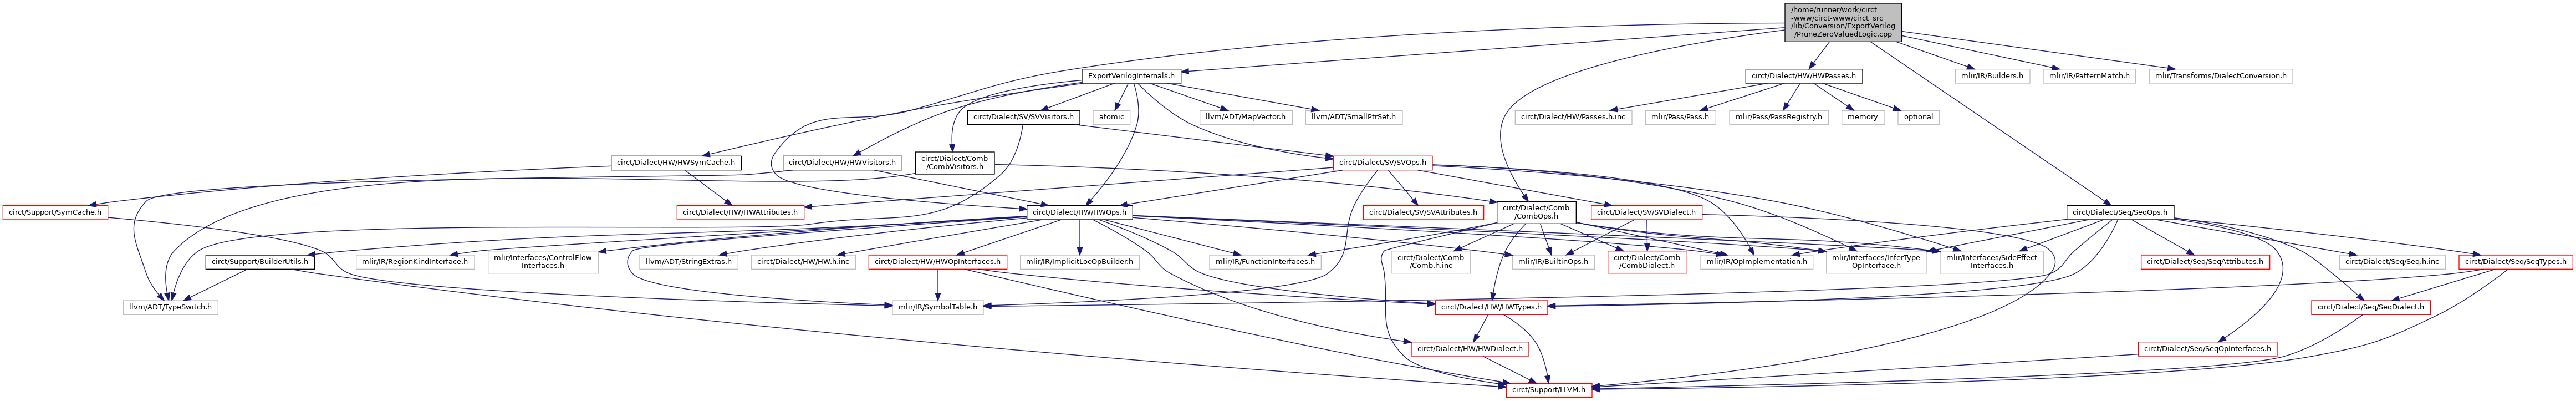 /home/runner/work/circt
-www/circt-www/circt_src
/lib/Conversion/ExportVerilog
/PruneZeroValuedLogic.cpp
ExportVerilogInternals.h
circt/Dialect/HW/HWPasses.h
mlir/IR/Builders.h
mlir/IR/PatternMatch.h
mlir/Transforms/DialectConversion.h
circt/Dialect/SV/SVVisitors.h
atomic
llvm/ADT/MapVector.h
llvm/ADT/SmallPtrSet.h
circt/Dialect/HW/Passes.h.inc
mlir/Pass/Pass.h
mlir/Pass/PassRegistry.h
memory
optional
circt/Dialect/HW/HWSymCache.h
circt/Dialect/HW/HWVisitors.h
circt/Dialect/Comb
/CombVisitors.h
circt/Dialect/SV/SVOps.h
circt/Support/SymCache.h
circt/Dialect/HW/HWAttributes.h
circt/Dialect/HW/HWOps.h
circt/Dialect/SV/SVAttributes.h
circt/Dialect/Comb
/CombOps.h
circt/Dialect/SV/SVDialect.h
circt/Dialect/Seq/SeqOps.h
circt/Support/BuilderUtils.h
mlir/IR/RegionKindInterface.h
mlir/Interfaces/ControlFlow
Interfaces.h
llvm/ADT/StringExtras.h
circt/Dialect/HW/HW.h.inc
circt/Dialect/HW/HWOpInterfaces.h
mlir/IR/ImplicitLocOpBuilder.h
mlir/IR/FunctionInterfaces.h
circt/Dialect/Comb
/Comb.h.inc
mlir/IR/BuiltinOps.h
circt/Dialect/Comb
/CombDialect.h
mlir/IR/OpImplementation.h
mlir/Interfaces/InferType
OpInterface.h
mlir/Interfaces/SideEffect
Interfaces.h
circt/Dialect/Seq/SeqAttributes.h
circt/Dialect/Seq/Seq.h.inc
circt/Dialect/Seq/SeqTypes.h
llvm/ADT/TypeSwitch.h
mlir/IR/SymbolTable.h
circt/Dialect/HW/HWTypes.h
circt/Dialect/Seq/SeqDialect.h
circt/Dialect/HW/HWDialect.h
circt/Dialect/Seq/SeqOpInterfaces.h
circt/Support/LLVM.h